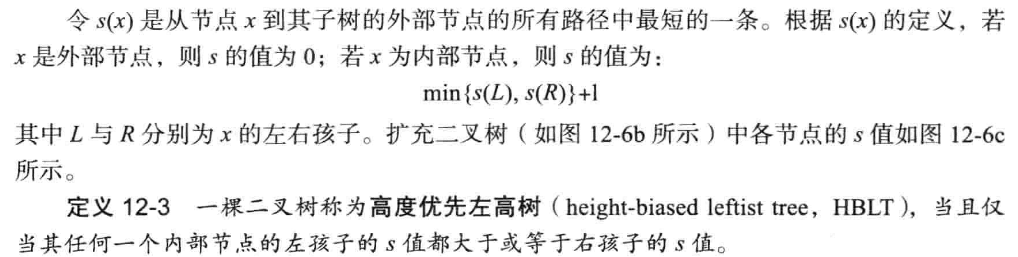 令 s(x) 是从节点 x 到其子树的外部节点的所有路径中最短的一条。根据 s(x) 的定义，若
x 是外部节点，则 s 的值为 0；若 x 为内部节点，则 s 的值为：
min{s(L), s(R)}+1
其中 L 与 R 分别为 x 的左右孩子。扩充二叉树（如图 12-6b 所示）中各节点的 s 值如图 12-6c
所示。
定义 12-3 一棵二叉树称为高度优先左高树（height-biased leftist tree，HBLT），当且仅
当其任何一个内部节点的左孩子的 s 值都大于或等于右孩子的 s 值。